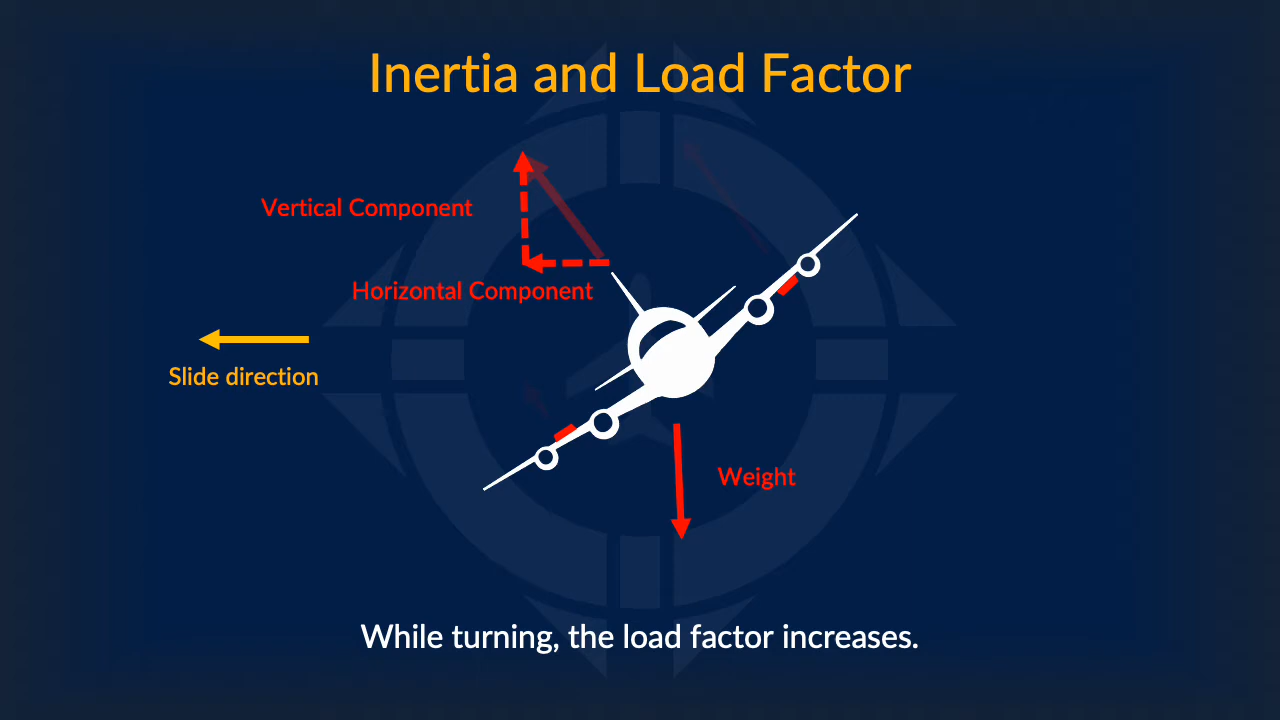 Inertia and Load Factor
Vertical Component
Horizontal Component
Slide direction
Weight
While turning, the load factor increases.